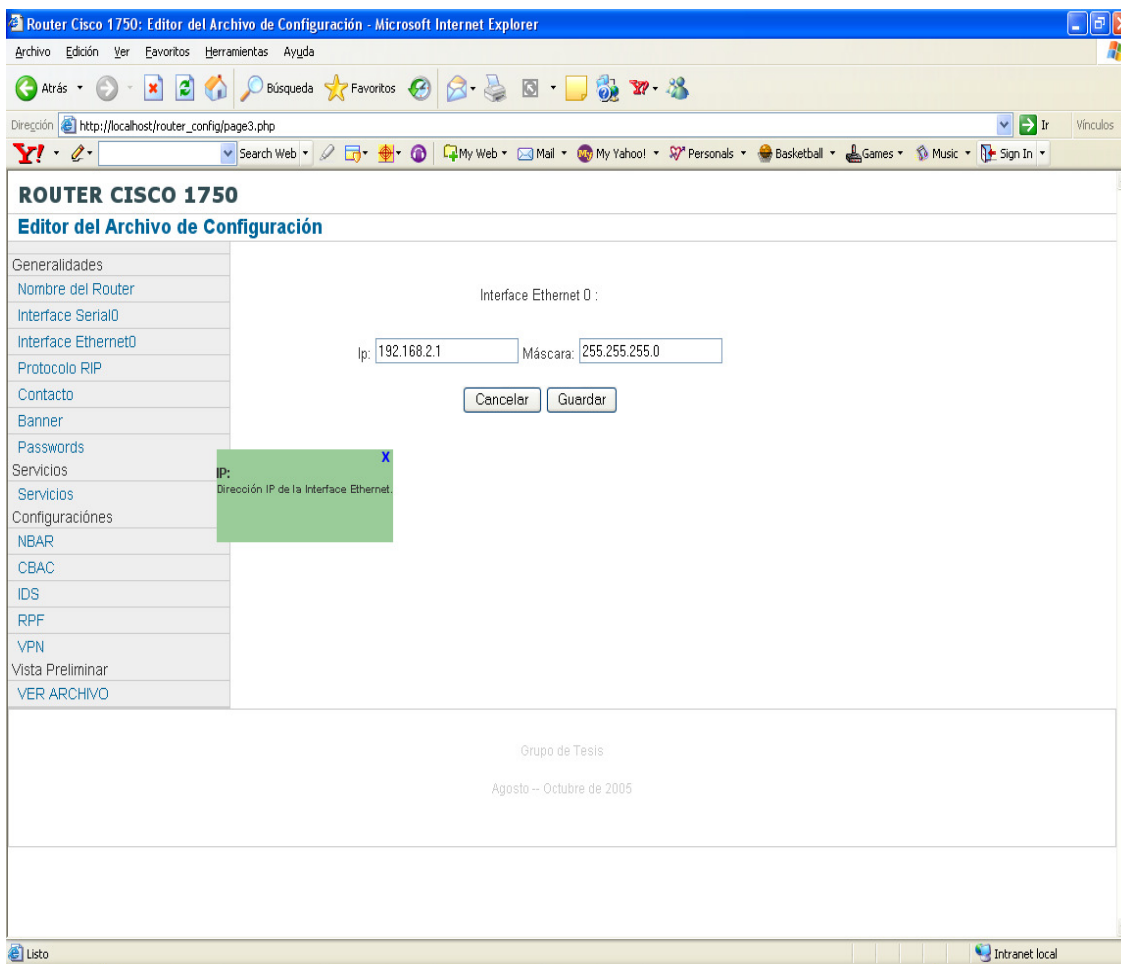 Router Cisco 1750: Editor del Archivo de Configuración - Microsoft Internet Explorer
Archivo Edición Ver Favoritos Herramientas Ayuda
Atrás Búsqueda Favoritos
Dirección http://localhost/router_config/page3.php Ir Vínculos
Y! Search Web My Web Mail My Yahoo! Personals Basketball Games Music Sign In
ROUTER CISCO 1750
Editor del Archivo de Configuración
Generalidades
Nombre del Router
Interface Serial0
Interface Ethernet0
Protocolo RIP
Contacto
Banner
Passwords
Servicios
Servicios
Configuraciónes
NBAR
CBAC
IDS
RPF
VPN
Vista Preliminar
VER ARCHIVO
Interface Ethernet 0 :
Ip: 192.168.2.1 Máscara: 255.255.255.0
Cancelar Guardar
X
IP:
Dirección IP de la Interface Ethernet.
Grupo de Tesis
Agosto – Octubre de 2005
Listo Intranet local